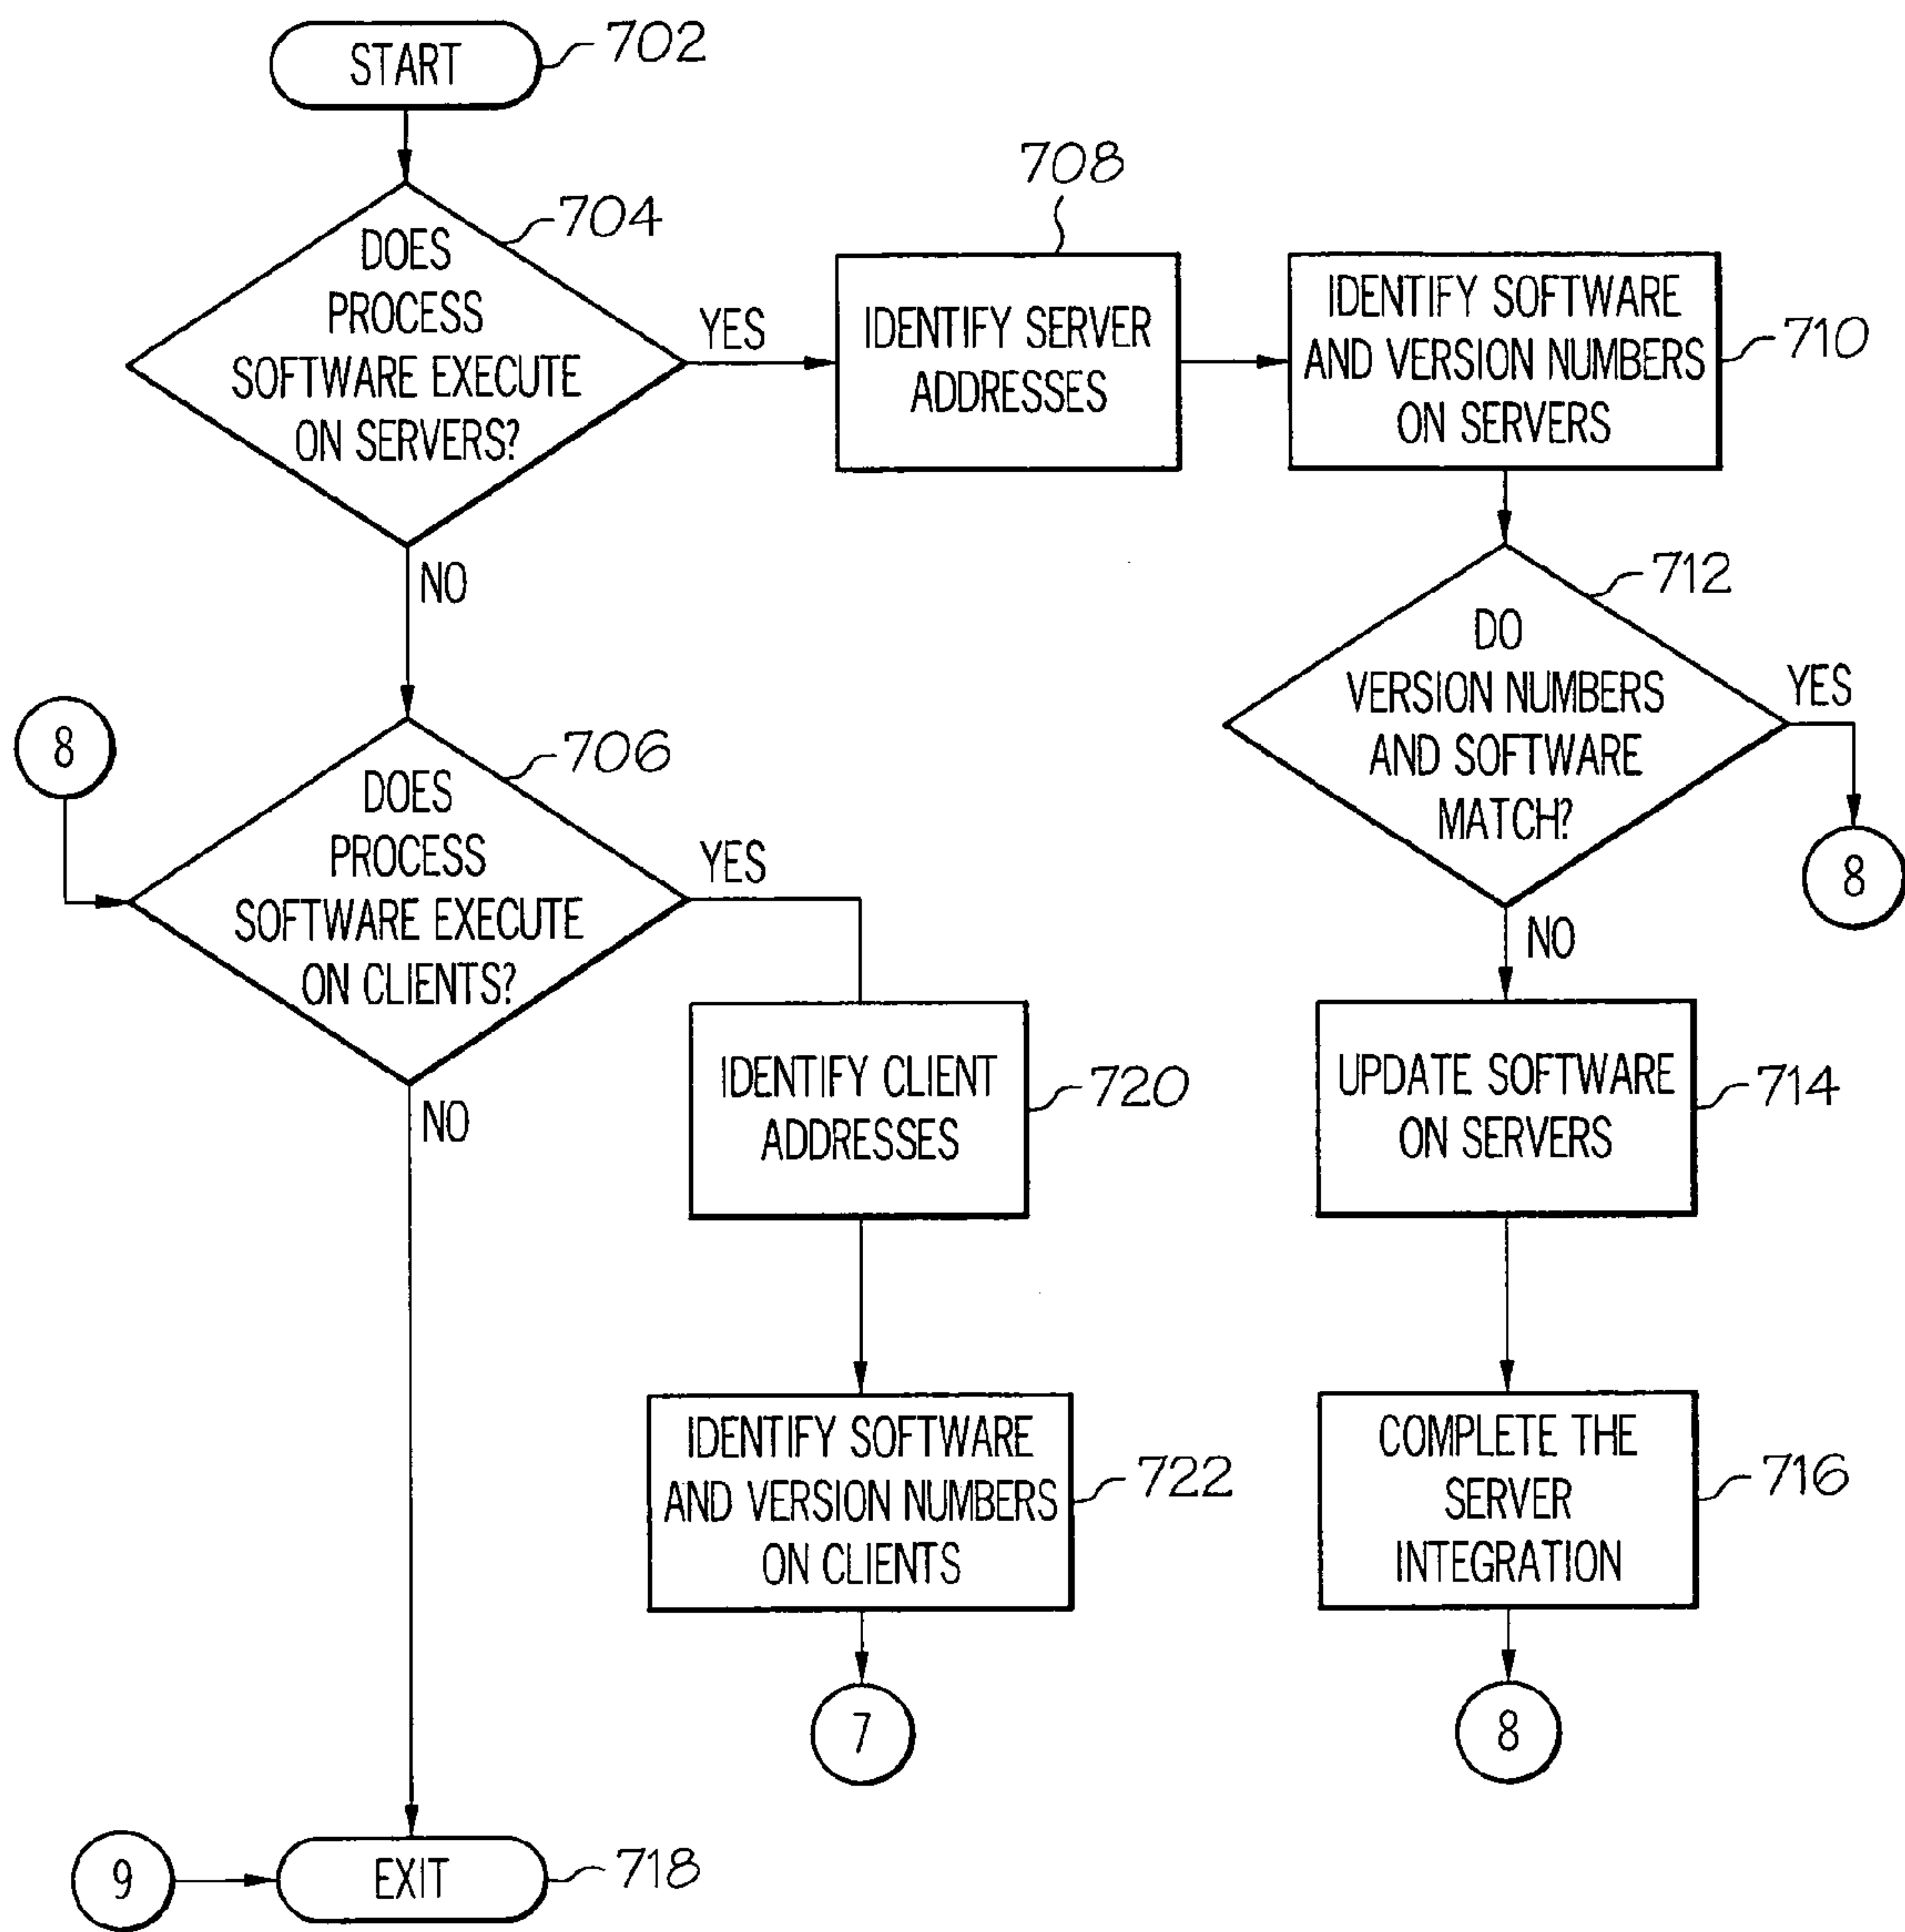 START
702
DOES
PROCESS
SOFTWARE EXECUTE
ON SERVERS?
704
YES
NO
708
IDENTIFY SERVER
ADDRESSES
IDENTIFY SOFTWARE
AND VERSION NUMBERS
ON SERVERS
710
712
DO
VERSION NUMBERS
AND SOFTWARE
MATCH?
YES
8
NO
8
706
DOES
PROCESS
SOFTWARE EXECUTE
ON CLIENTS?
YES
NO
IDENTIFY CLIENT
ADDRESSES
720
UPDATE SOFTWARE
ON SERVERS
714
IDENTIFY SOFTWARE
AND VERSION NUMBERS
ON CLIENTS
722
COMPLETE THE
SERVER
INTEGRATION
716
7
8
9
EXIT
718